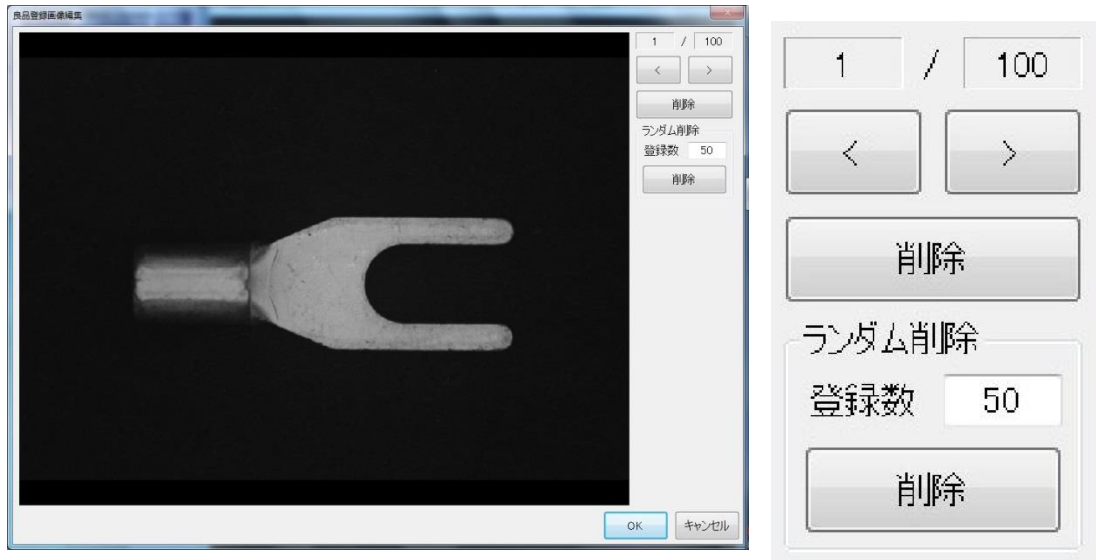 良品登録画像編集
1 / 100
< >
削除
ランダム削除
登録数 50
削除
OK キャンセル
1 / 100
< >
削除
ランダム削除
登録数 50
削除